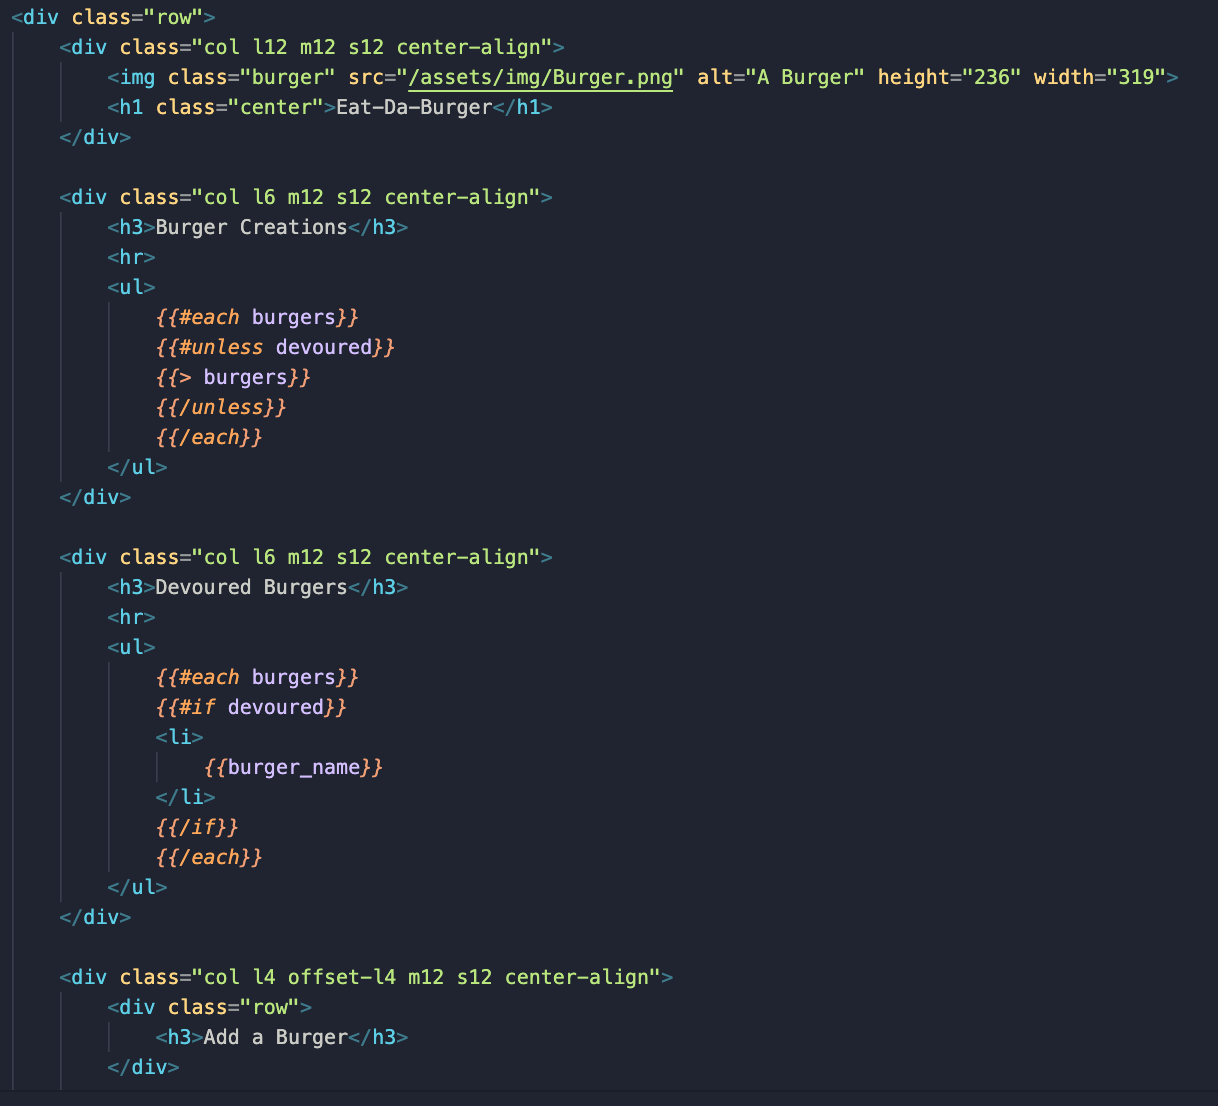 <div class="row">
    <div class="col l12 m12 s12 center-align">
        <img class="burger" src="/assets/img/Burger.png" alt="A Burger" height="236" width="319">
        <h1 class="center">Eat-Da-Burger</h1>
    </div>

    <div class="col l6 m12 s12 center-align">
        <h3>Burger Creations</h3>
        <hr>
        <ul>
            {{#each burgers}}
            {{#unless devoured}}
            {{> burgers}}
            {{/unless}}
            {{/each}}
        </ul>
    </div>

    <div class="col l6 m12 s12 center-align">
        <h3>Devoured Burgers</h3>
        <hr>
        <ul>
            {{#each burgers}}
            {{#if devoured}}
            <li>
                {{burger_name}}
            </li>
            {{/if}}
            {{/each}}
        </ul>
    </div>

    <div class="col l4 offset-l4 m12 s12 center-align">
        <div class="row">
            <h3>Add a Burger</h3>
        </div>